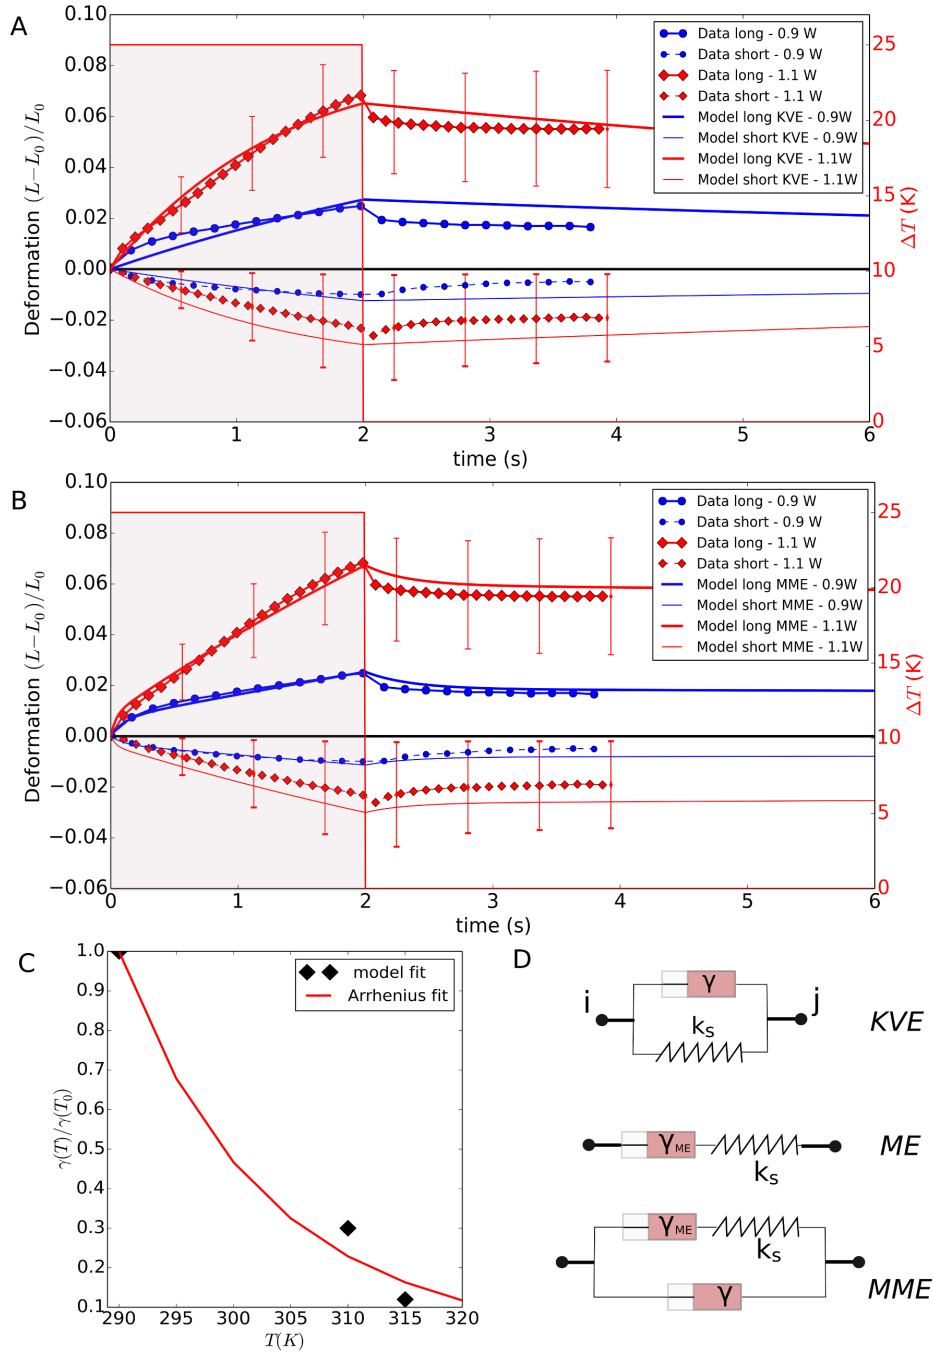 A
Deformation (L−L0)/L0
0.10
0.08
0.06
0.04
0.02
0.00
−0.02
−0.04
−0.06
0
1
2
3
4
5
6
time (s)
25
20
15
10
5
0
ΔT (K)
Data long - 0.9 W
Data short - 0.9 W
Data long - 1.1 W
Data short - 1.1 W
Model long KVE - 0.9W
Model short KVE - 0.9W
Model long KVE - 1.1W
Model short KVE - 1.1W
B
Deformation (L−L0)/L0
0.10
0.08
0.06
0.04
0.02
0.00
−0.02
−0.04
−0.06
0
1
2
3
4
5
6
time (s)
25
20
15
10
5
0
ΔT (K)
Data long - 0.9 W
Data short - 0.9 W
Data long - 1.1 W
Data short - 1.1 W
Model long MME - 0.9W
Model short MME - 0.9W
Model long MME - 1.1W
Model short MME - 1.1W
C
γ(T)/γ(T0)
1.0
0.9
0.8
0.7
0.6
0.5
0.4
0.3
0.2
0.1
290
295
300
305
310
315
320
T(K)
model fit
Arrhenius fit
D
γ
i
j
ks
KVE
γME
ks
ME
γME
ks
γ
MME